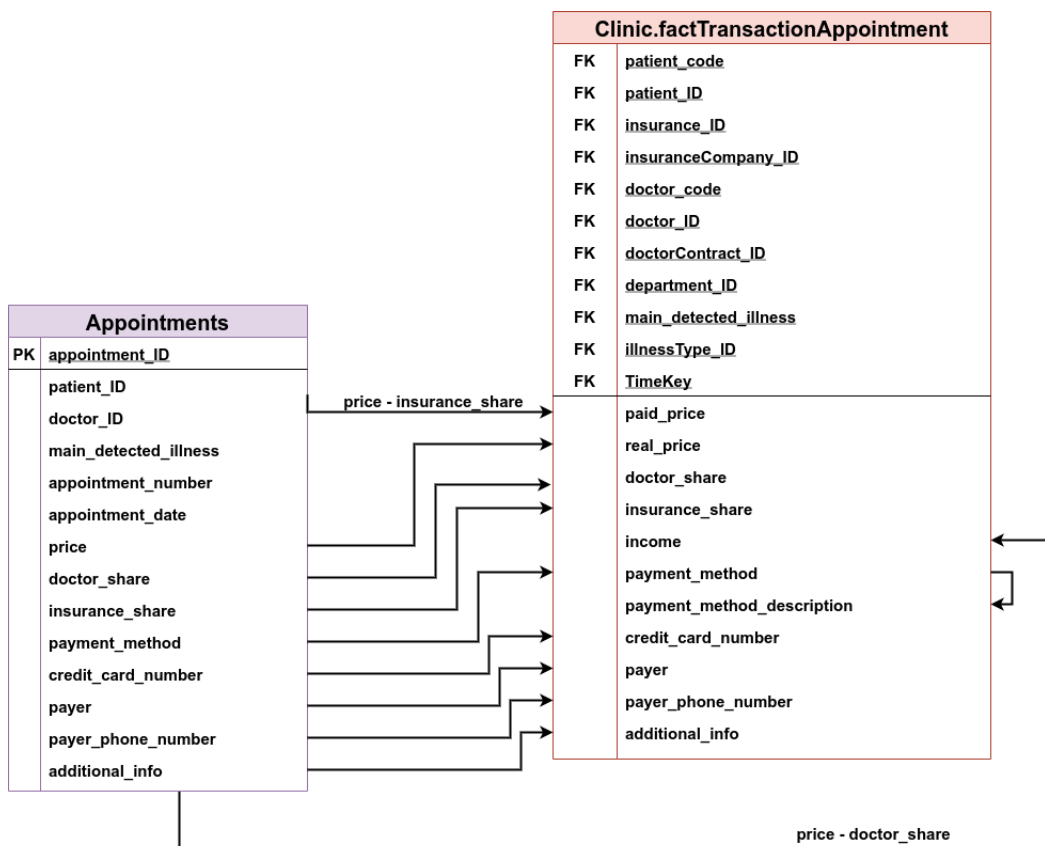 Clinic.factTransactionAppointment
FK patient_code
FK patient_ID
FK insurance_ID
FK insuranceCompany_ID
FK doctor_code
FK doctor_ID
FK doctorContract_ID
FK department_ID
FK main_detected_illness
FK illnessType_ID
FK TimeKey
paid_price
real_price
doctor_share
insurance_share
income
payment_method
payment_method_description
credit_card_number
payer
payer_phone_number
additional_info
Appointments
PK appointment_ID
patient_ID
doctor_ID
main_detected_illness
appointment_number
appointment_date
price
doctor_share
insurance_share
payment_method
credit_card_number
payer
payer_phone_number
additional_info
price - insurance_share
price - doctor_share